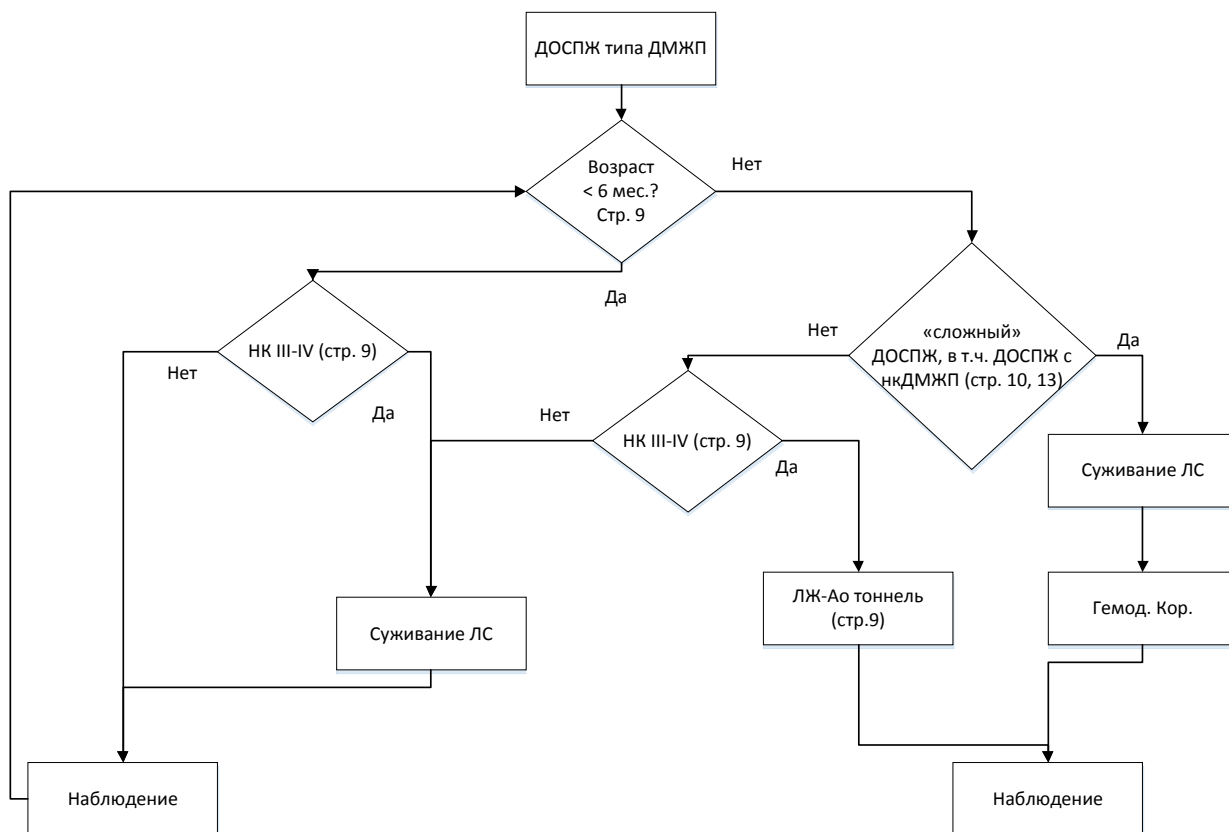 ДОСПЖ типа ДМЖП
Возраст
< 6 мес.?
Стр. 9
Нет
Да
НК III-IV (стр. 9)
Нет
Да
«сложный»
ДОСПЖ, в т.ч. ДОСПЖ с
нкДМЖП (стр. 10, 13)
Нет
Да
НК III-IV (стр. 9)
Нет
Да
Суживание ЛС
ЛЖ-Ао тоннель
(стр.9)
Гемод. Кор.
Суживание ЛС
Наблюдение
Наблюдение